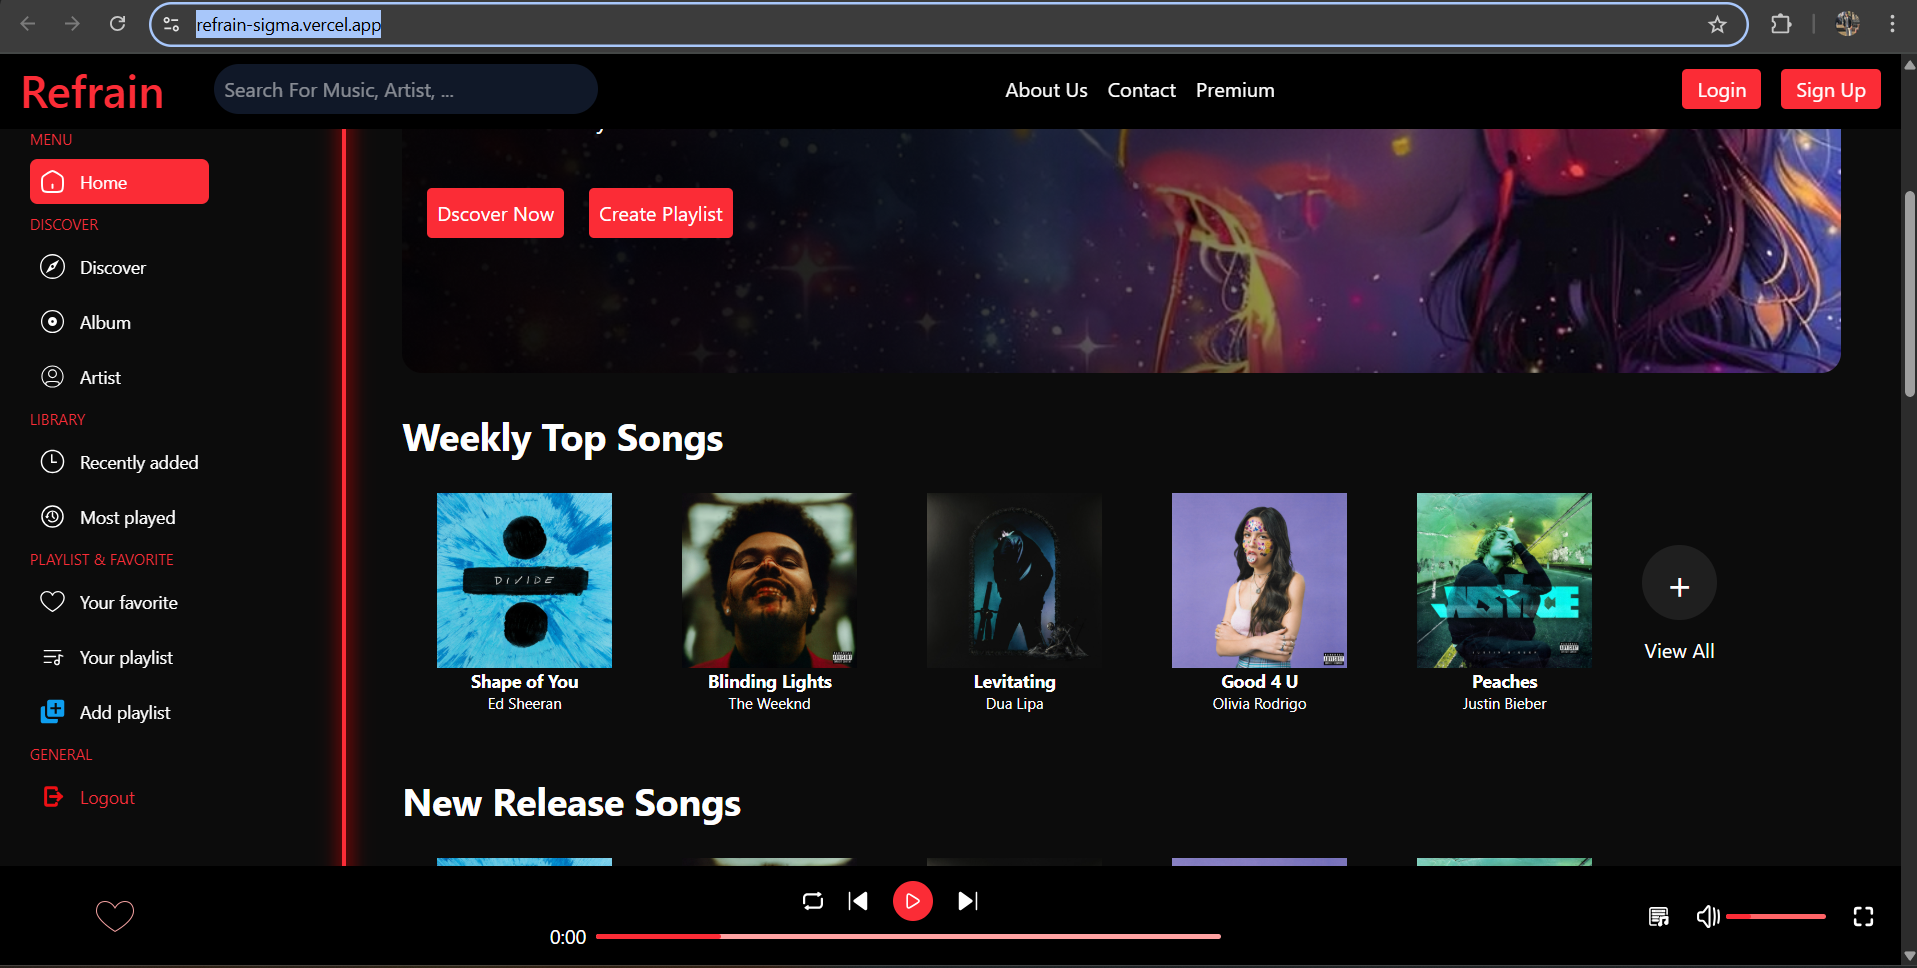 refrain-sigma.vercel.app
Refrain
Search For Music, Artist, ...
About Us
Contact
Premium
Login
Sign Up
MENU
Home
DISCOVER
Discover
Album
Artist
LIBRARY
Recently added
Most played
PLAYLIST & FAVORITE
Your favorite
Your playlist
Add playlist
GENERAL
Logout
Dscover Now
Create Playlist
Weekly Top Songs
DIVIDE
JUSTICE
Shape of You
Ed Sheeran
Blinding Lights
The Weeknd
Levitating
Dua Lipa
Good 4 U
Olivia Rodrigo
Peaches
Justin Bieber
+
View All
New Release Songs
0:00